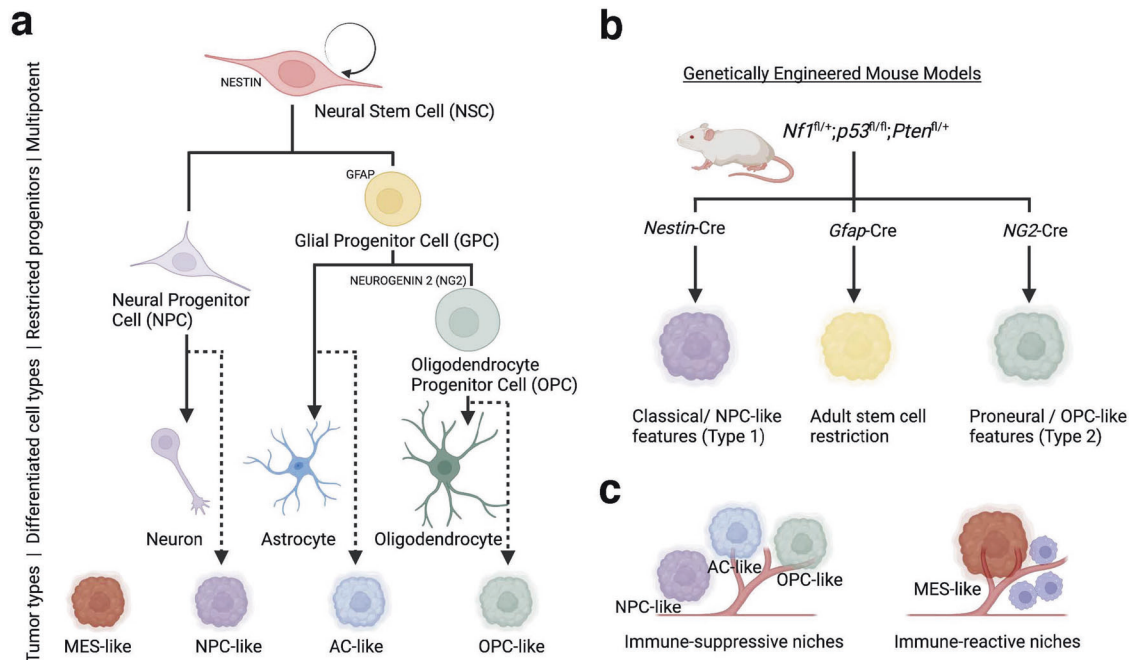 a
Tumor types | Differentiated cell types | Restricted progenitors | Multipotent
NESTIN
Neural Stem Cell (NSC)
GFAP
Glial Progenitor Cell (GPC)
NEUROGENIN 2 (NG2)
Neural Progenitor
Cell (NPC)
Oligodendrocyte
Progenitor Cell (OPC)
Neuron
Astrocyte
Oligodendrocyte
MES-like
NPC-like
AC-like
OPC-like
b
Genetically Engineered Mouse Models
Nf1fl/+;p53fl/fl;Ptenfl/+
Nestin-Cre
Gfap-Cre
NG2-Cre
Classical/ NPC-like
features (Type 1)
Adult stem cell
restriction
Proneural / OPC-like
features (Type 2)
c
NPC-like
AC-like
OPC-like
Immune-suppressive niches
MES-like
Immune-reactive niches